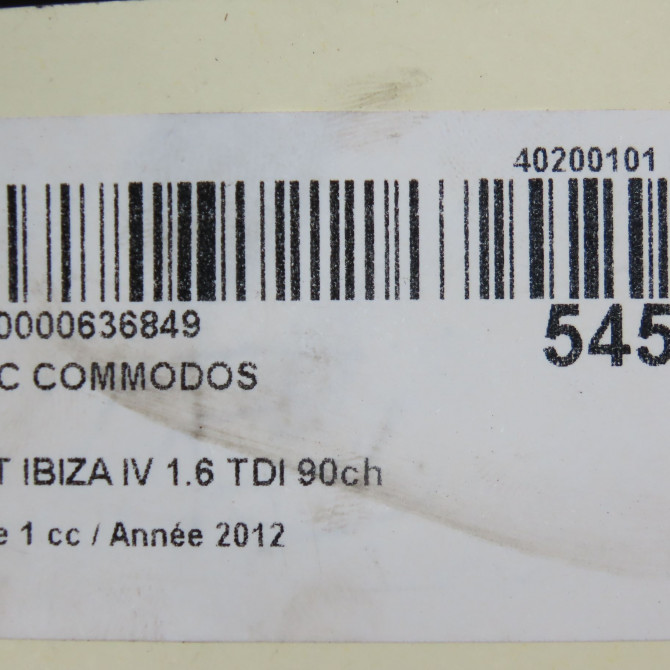 40200101
0000636849
545
C COMMODOS
T IBIZA IV 1.6 TDI 90ch
e 1 cc / Année 2012